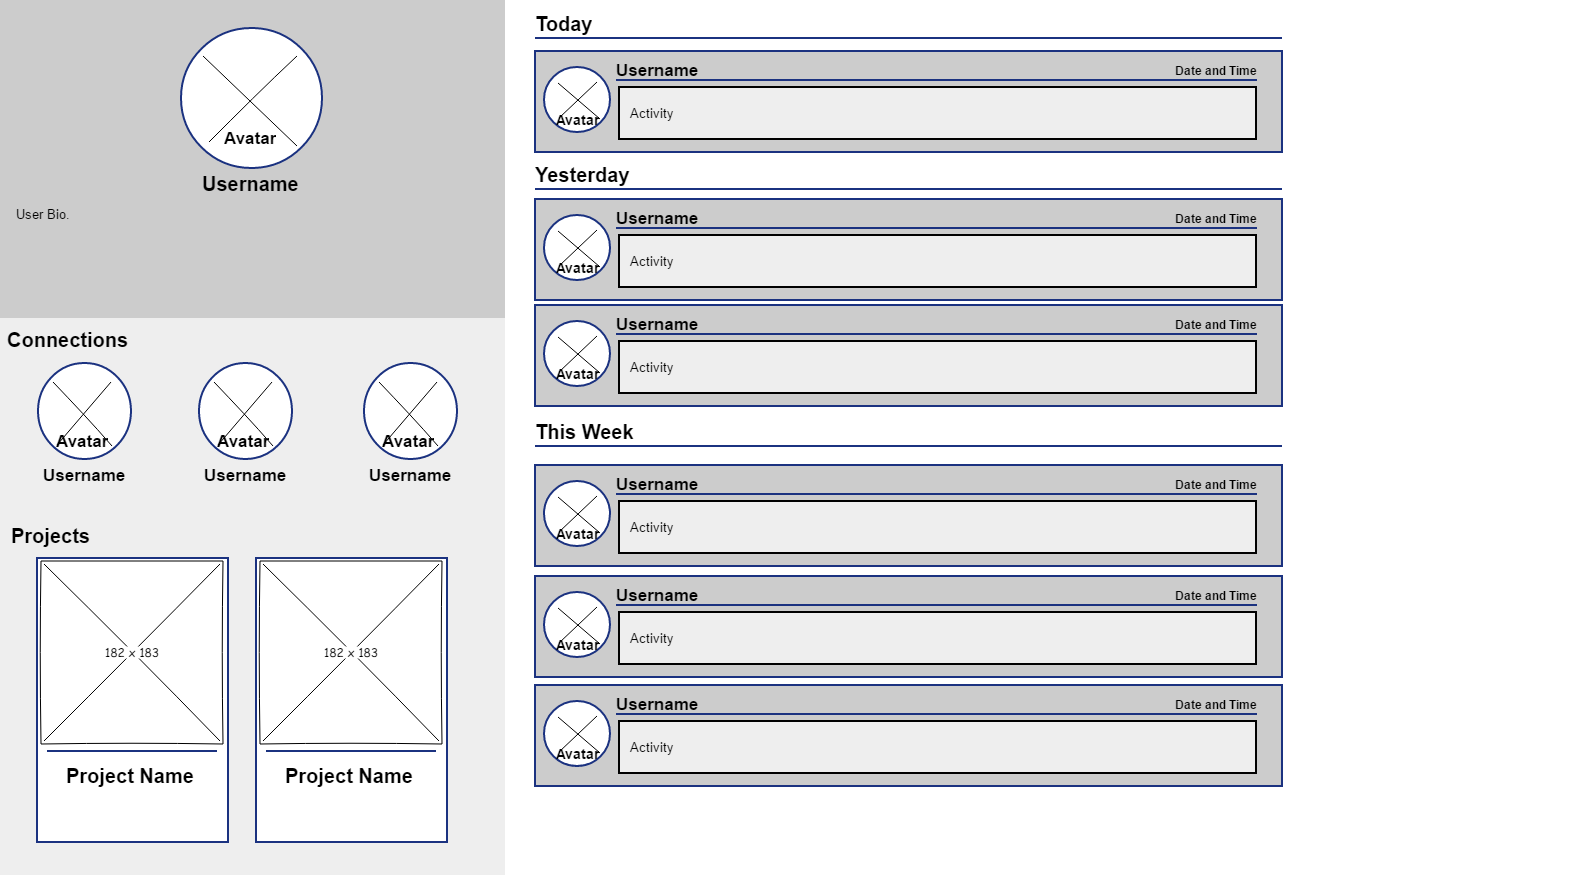 Avatar
Username
User Bio.
Connections
Avatar Avatar Avatar
Username Username Username
Projects
182 x 183 182 x 183
Project Name Project Name
Today
Username Date and Time
Avatar Activity
Yesterday
Username Date and Time
Avatar Activity
Username Date and Time
Avatar Activity
This Week
Username Date and Time
Avatar Activity
Username Date and Time
Avatar Activity
Username Date and Time
Avatar Activity